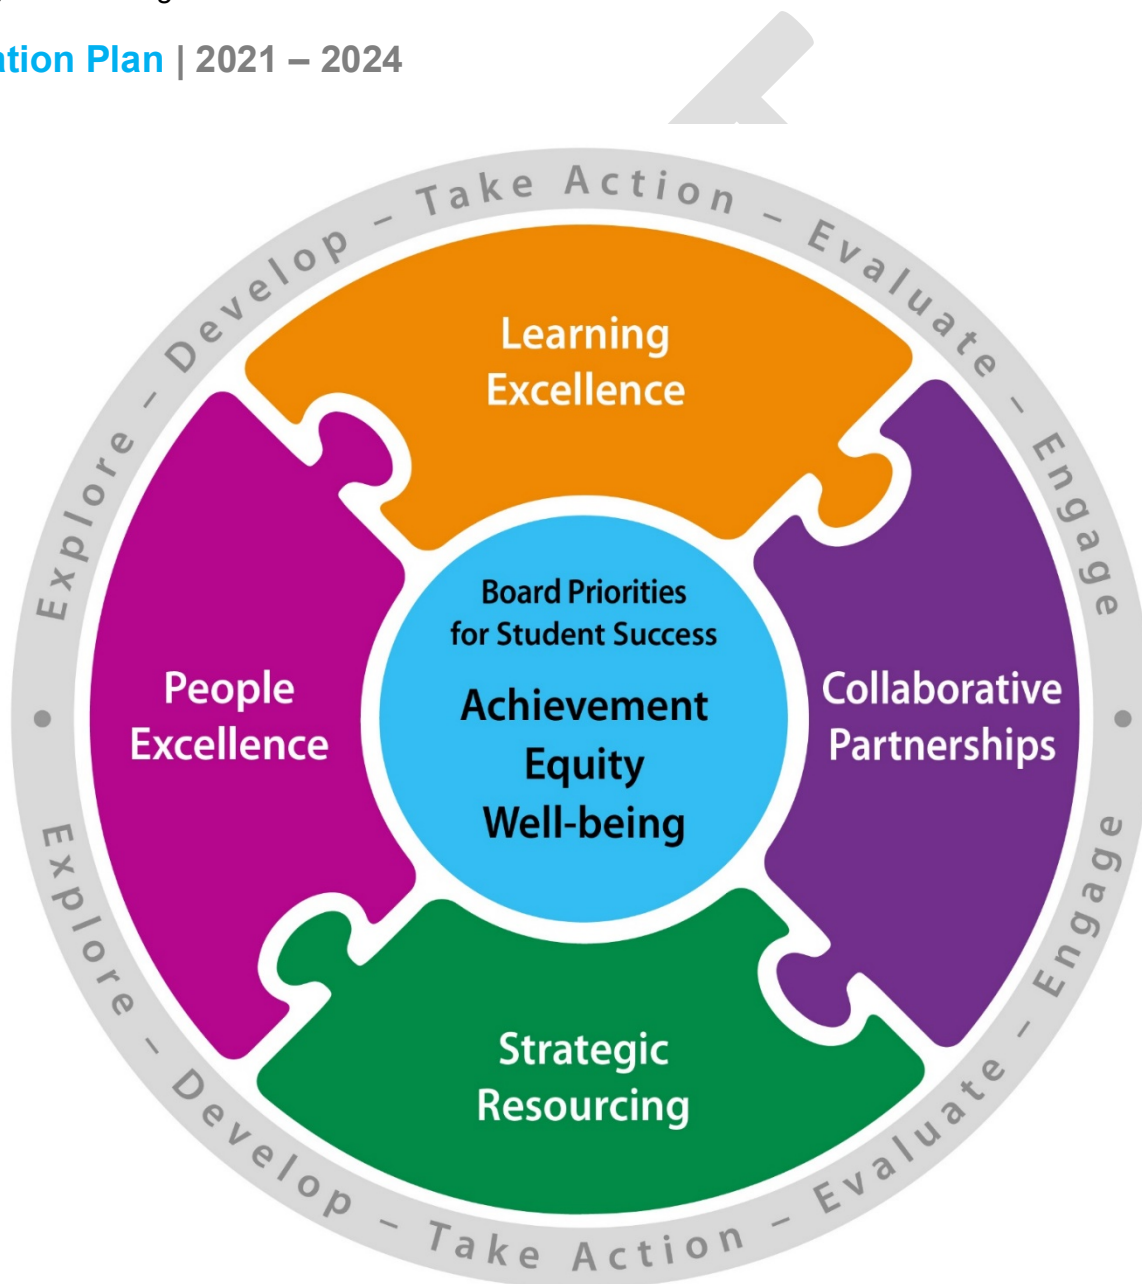 ation Plan | 2021 – 2024
Explore – Develop – Take Action – Evaluate – Engage
Learning
Excellence
People
Excellence
Board Priorities
for Student Success
Achievement
Equity
Well-being
Collaborative
Partnerships
Strategic
Resourcing
Explore – Develop – Take Action – Evaluate – Engage